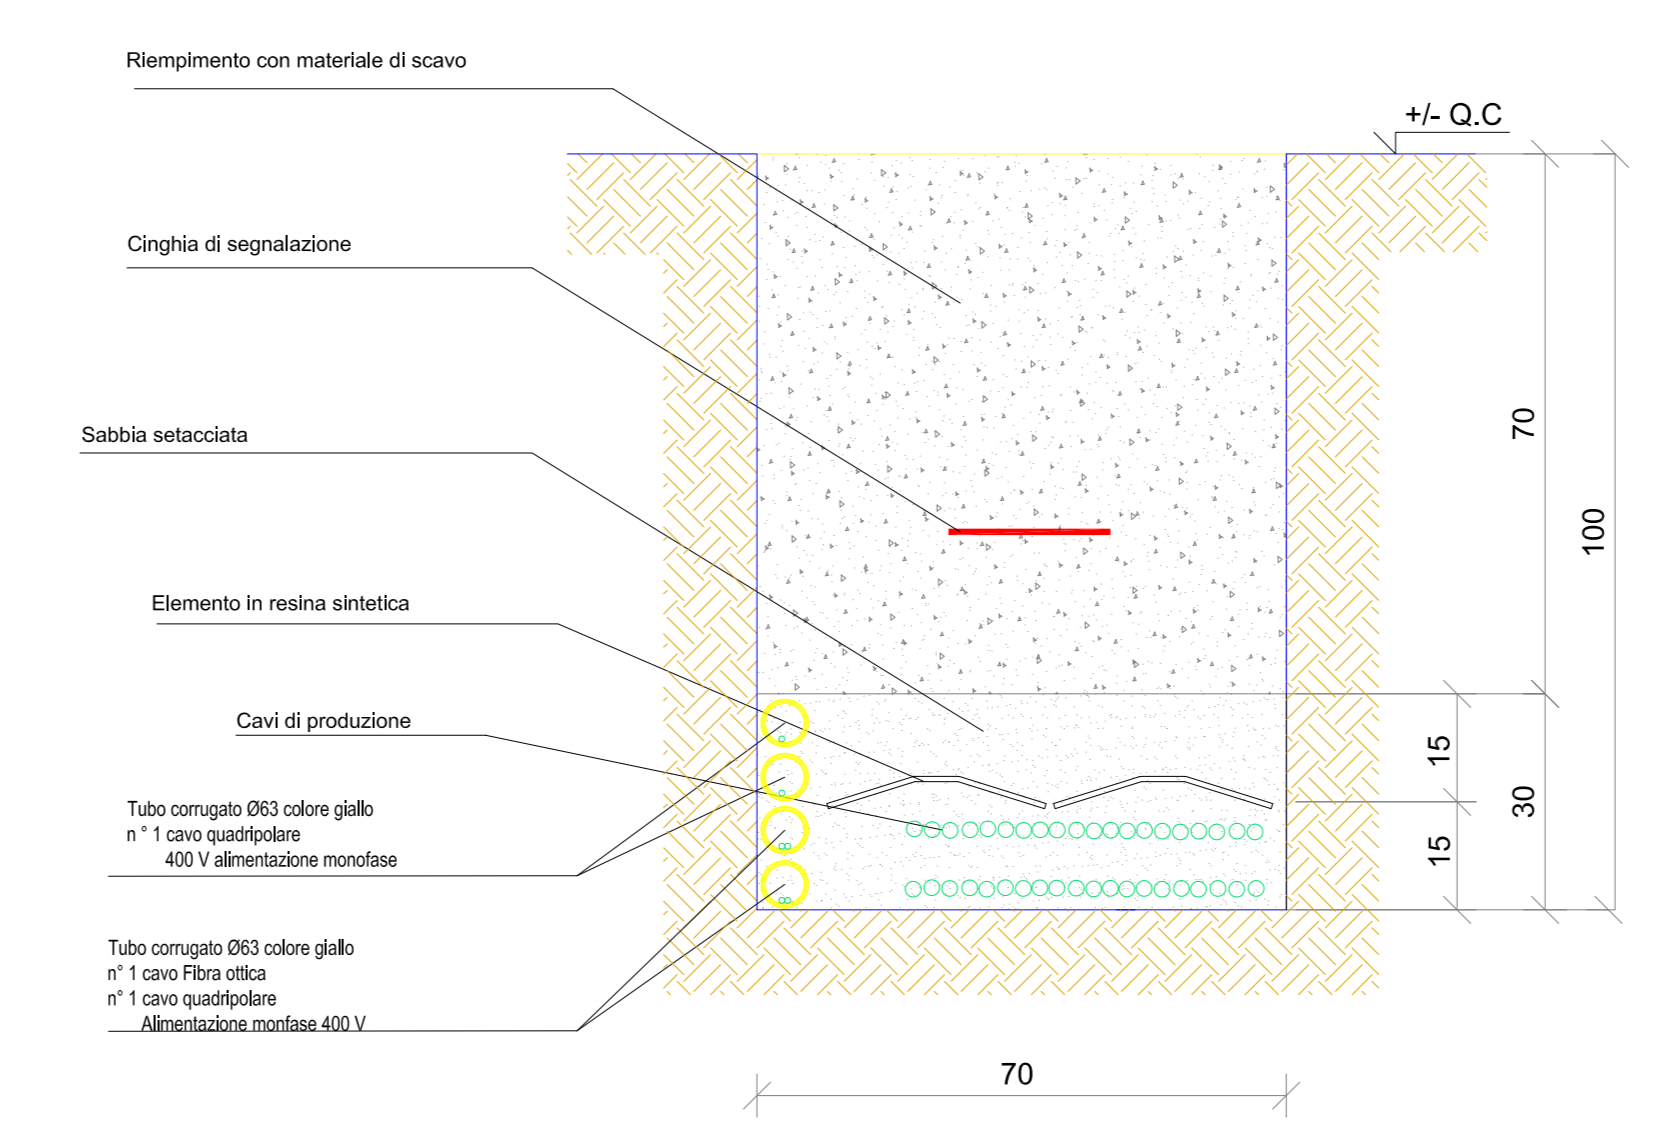 Riempimento con materiale di scavo
+/- Q.C
Cinghia di segnalazione
Sabbia setacciata
70
100
Elemento in resina sintetica
Cavi di produzione
15
30
15
Tubo corrugato Ø63 colore giallo
n ° 1 cavo quadripolare
400 V alimentazione monofase
Tubo corrugato Ø63 colore giallo
n° 1 cavo Fibra ottica
n° 1 cavo quadripolare
Alimentazione monfase 400 V
70